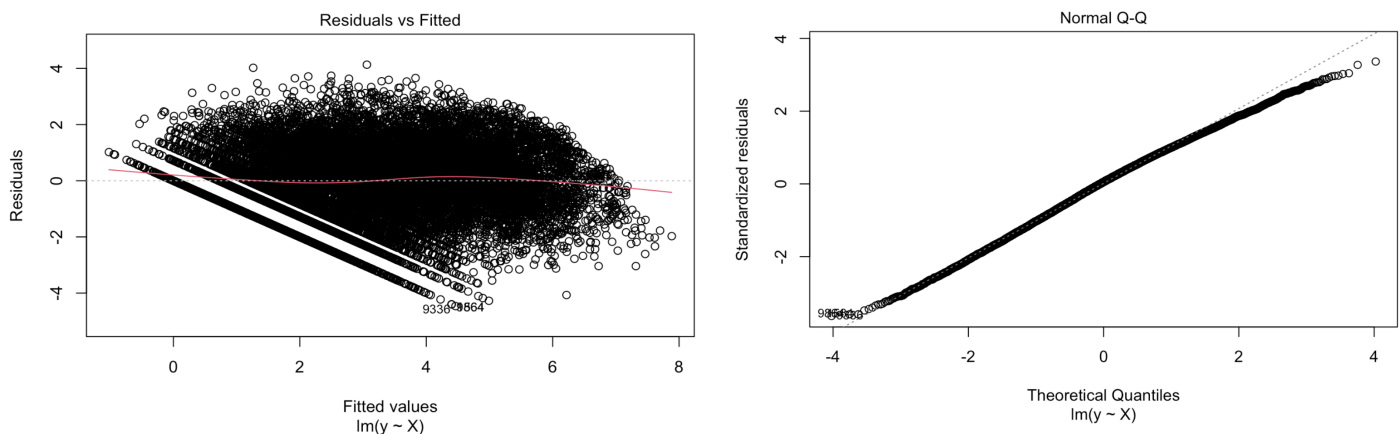 Residuals vs Fitted
Residuals
4
2
0
-2
-4
9336
0
2
4
6
8
Fitted values
lm(y ~ X)
Normal Q-Q
Standardized residuals
4
2
0
-2
-4
-2
0
2
4
Theoretical Quantiles
lm(y ~ X)